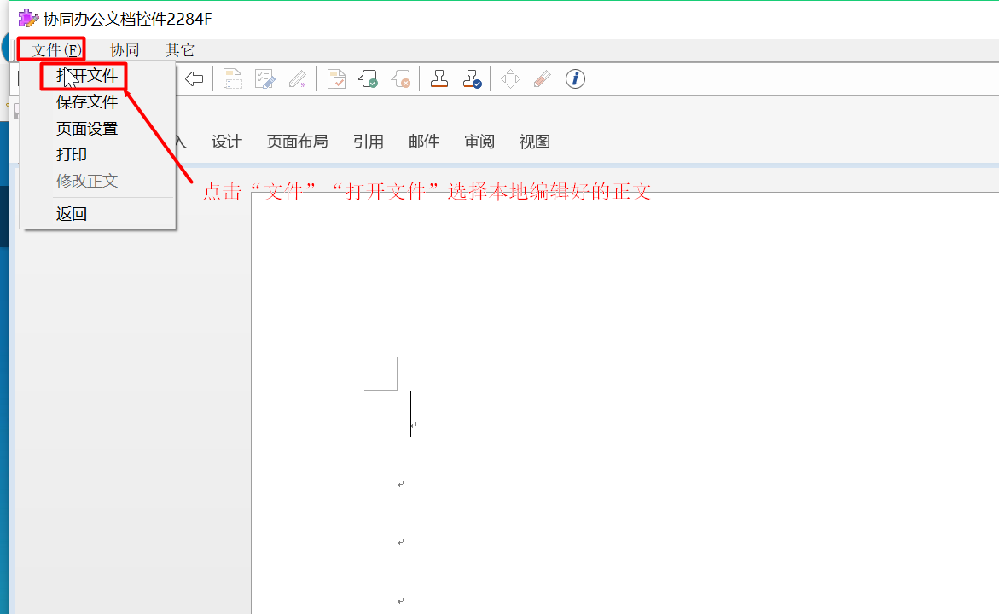 协同办公文档控件2284F
文件(F) 协同 其它
打开文件
保存文件
页面设置
打印
修改正文
返回
入 设计 页面布局 引用 邮件 审阅 视图
点击“文件”“打开文件”选择本地编辑好的正文